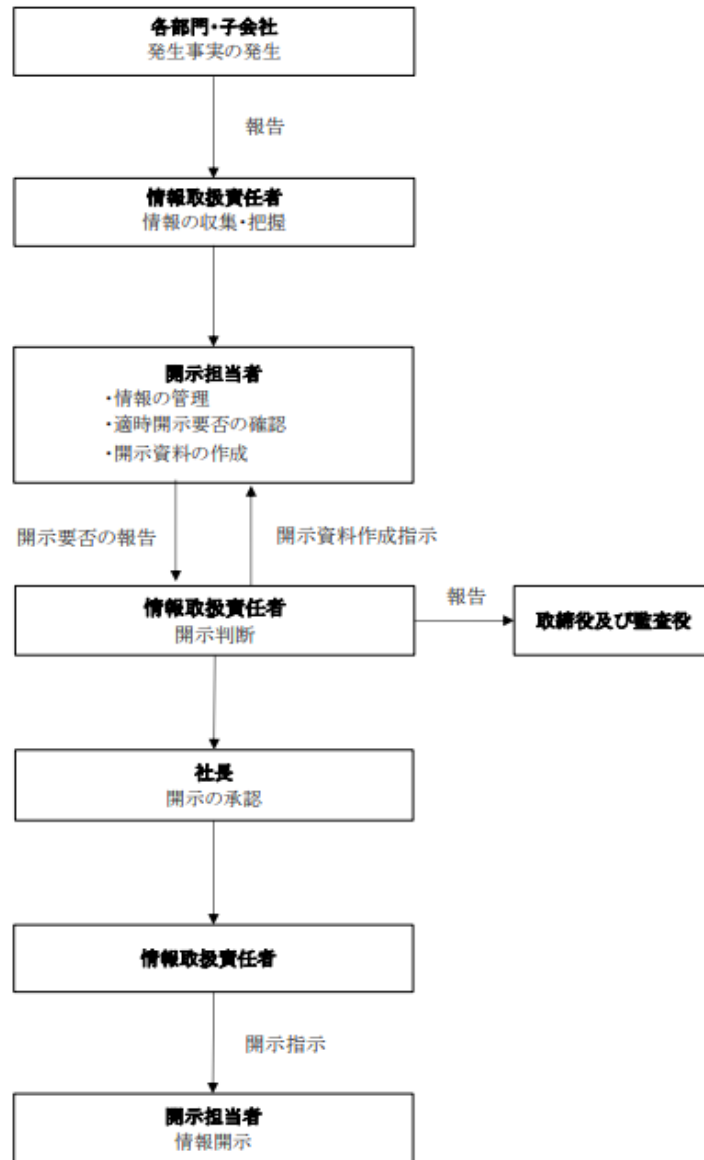 各部門・子会社
発生事実の発生
報告
情報取扱責任者
情報の収集・把握
開示担当者
・情報の管理
・適時開示要否の確認
・開示資料の作成
開示要否の報告
開示資料作成指示
情報取扱責任者
開示判断
報告
取締役及び監査役
社長
開示の承認
情報取扱責任者
開示指示
開示担当者
情報開示